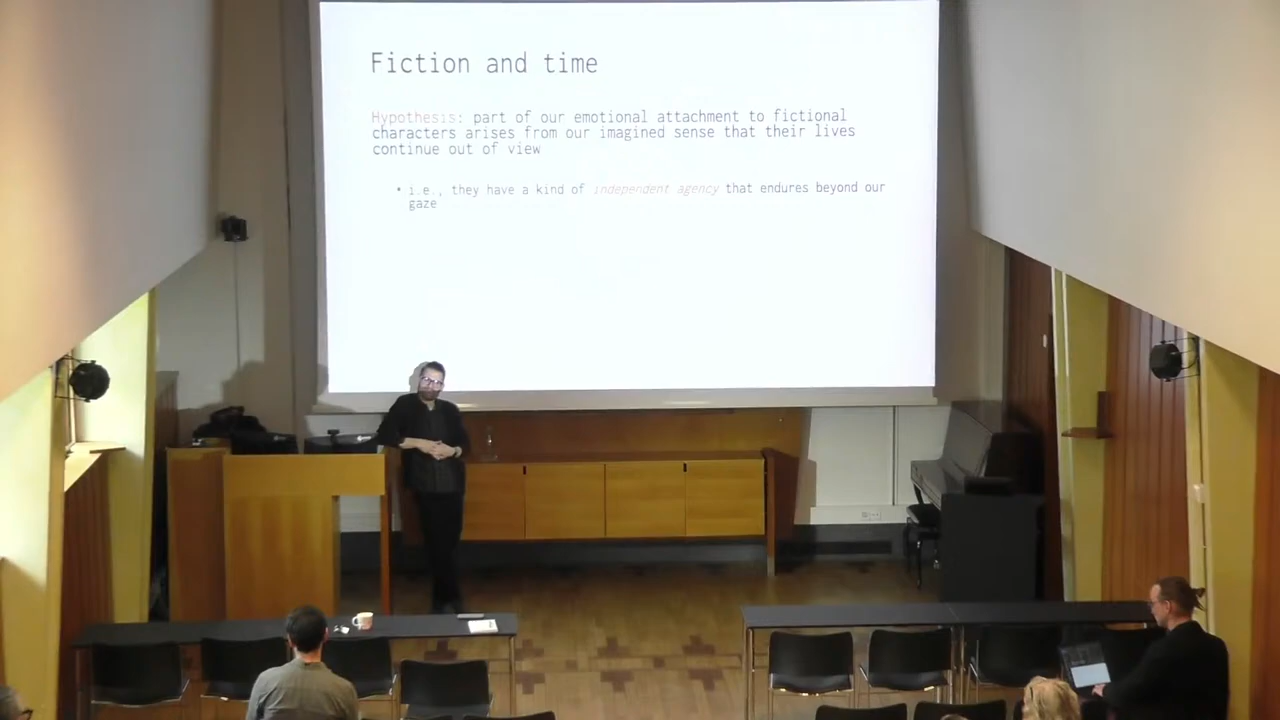 Fiction and time
Hypothesis: part of our emotional attachment to fictional
characters arises from our imagined sense that their lives
continue out of view
• i.e., they have a kind of independent agency that endures beyond our
gaze